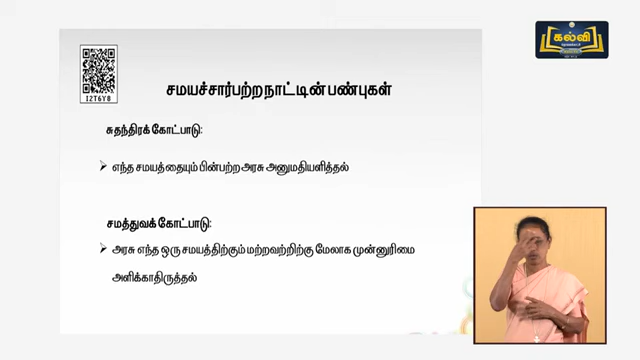 கல்வி
I2T6Y8
சமயச்சார்பற்ற நாட்டின் பண்புகள்
சுதந்திரக் கோட்பாடு:
எந்த சமயத்தையும் பின்பற்ற அரசு அனுமதியளித்தல்
சமத்துவக் கோட்பாடு:
அரசு எந்த ஒரு சமயத்திற்கும் மற்றவற்றிற்கு மேலாக முன்னுரிமை
அளிக்காதிருத்தல்